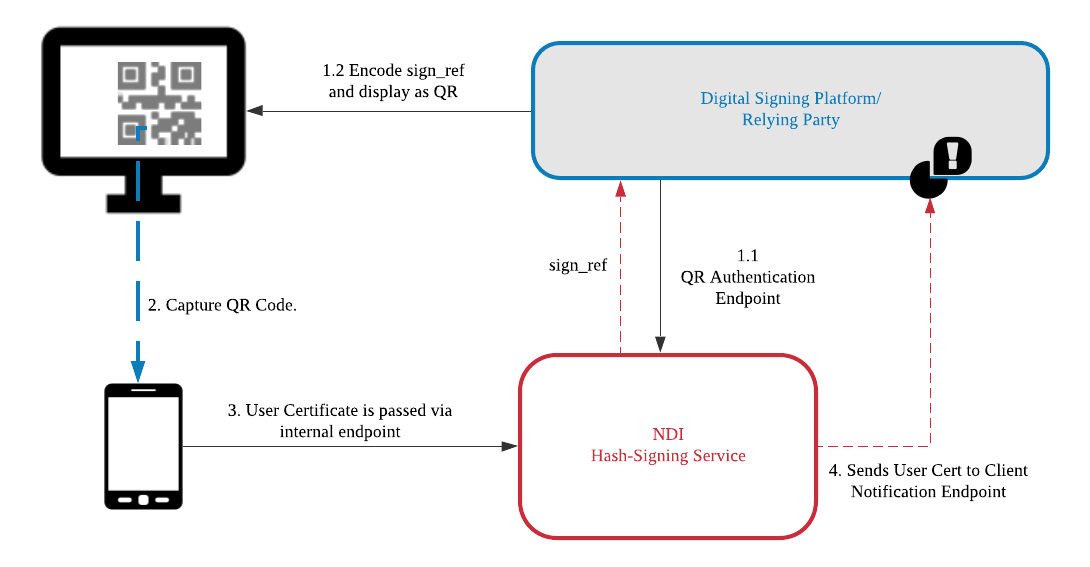 1.2 Encode sign_ref
and display as QR
Digital Signing Platform/
Relying Party
sign_ref
1.1
QR Authentication
Endpoint
2. Capture QR Code.
3. User Certificate is passed via
internal endpoint
NDI
Hash-Signing Service
4. Sends User Cert to Client
Notification Endpoint